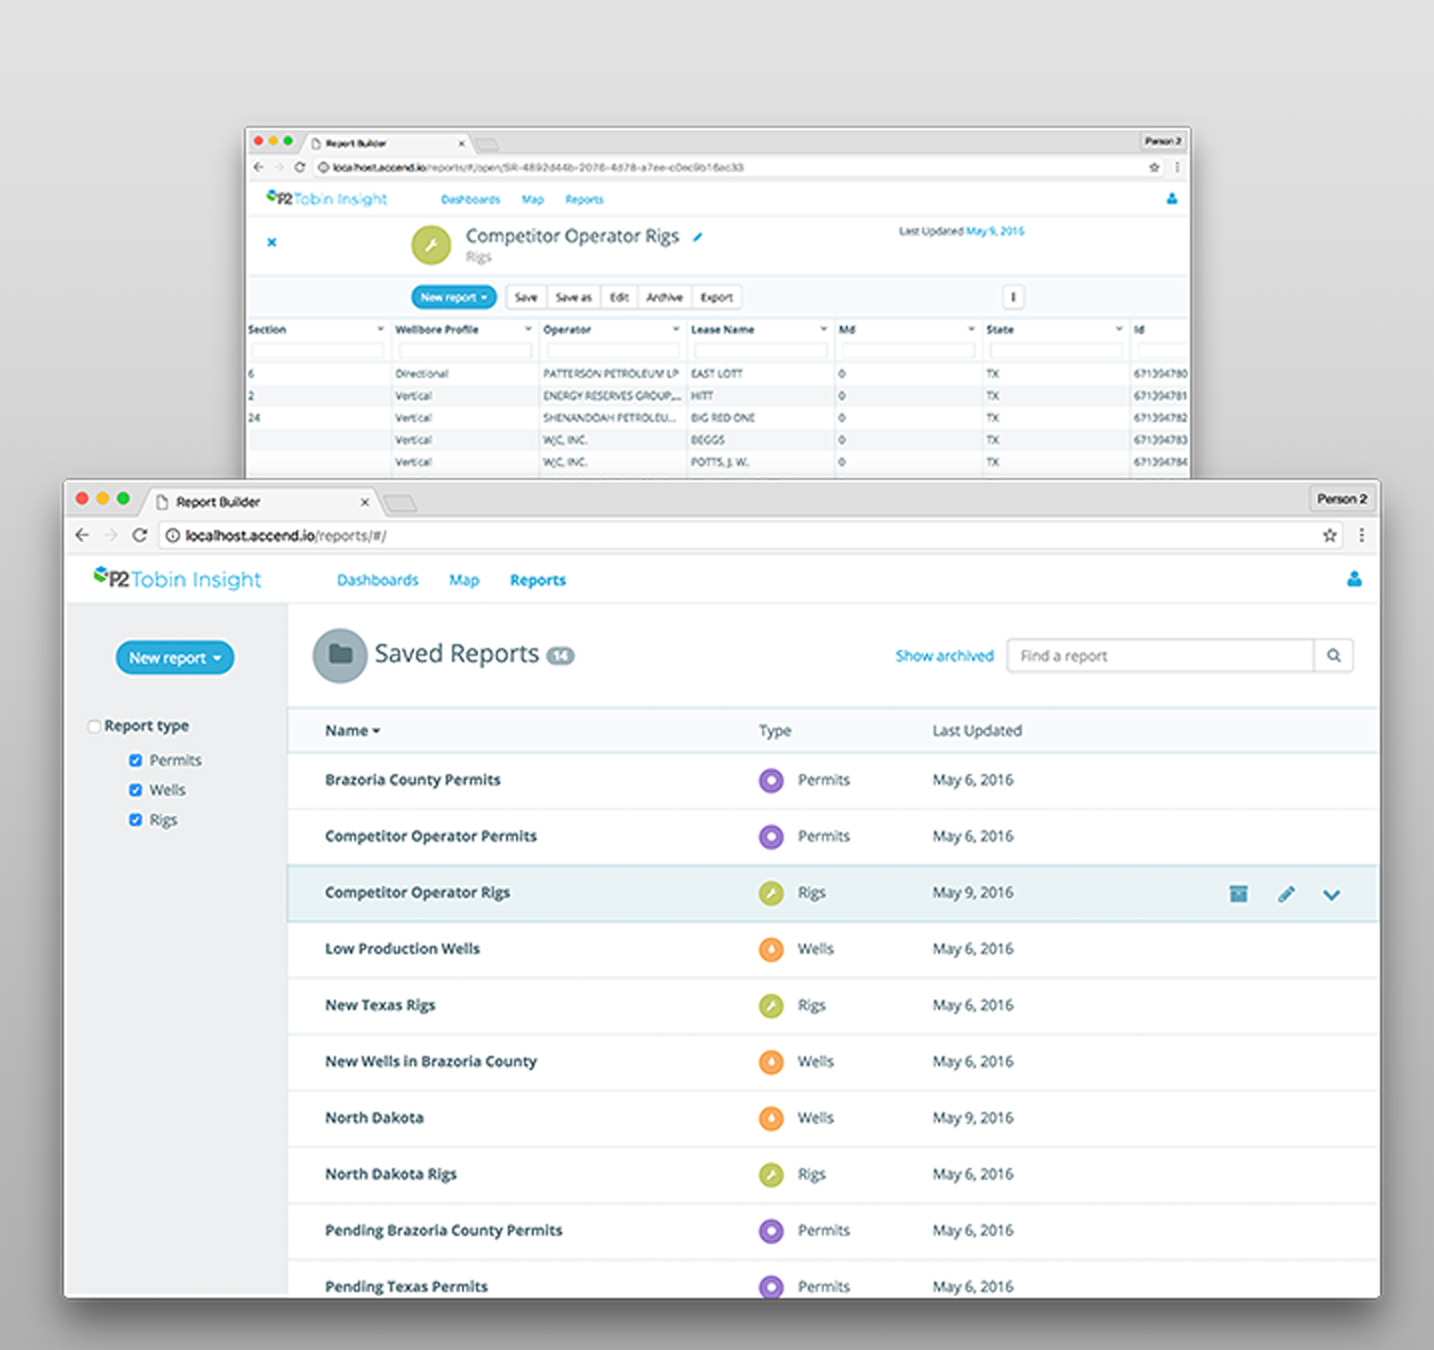 Report Builder
Person 2
localhost.accend.io/reports/#/open/SR-4892d44b-2076-4d78-a7ee-c0ec9b16ec33
P2 Tobin Insight Dashboards Map Reports
Competitor Operator Rigs
Last Updated May 9, 2016
Rigs
New report Save Save as Edit Archive Export
Section Wellbore Profile Operator Lease Name Md State Id
6 Directional PATTERSON PETROLEUM LP EAST LOTT 0 TX 671394780
2 Vertical ENERGY RESERVES GROUP,... HITT 0 TX 671394781
24 Vertical SHENANDOAH PETROLEU... BIG RED ONE 0 TX 671394782
Vertical WJC, INC. BEGGS 0 TX 671394783
Vertical WJC, INC. POTTS, J. W. 0 TX 671394784
Report Builder
Person 2
localhost.accend.io/reports/#/
P2 Tobin Insight Dashboards Map Reports
New report
Report type
Permits
Wells
Rigs
Saved Reports 14
Show archived Find a report
Name Type Last Updated
Brazoria County Permits Permits May 6, 2016
Competitor Operator Permits Permits May 6, 2016
Competitor Operator Rigs Rigs May 9, 2016
Low Production Wells Wells May 6, 2016
New Texas Rigs Rigs May 6, 2016
New Wells in Brazoria County Wells May 6, 2016
North Dakota Wells May 9, 2016
North Dakota Rigs Rigs May 6, 2016
Pending Brazoria County Permits Permits May 6, 2016
Pending Texas Permits Permits May 6, 2016